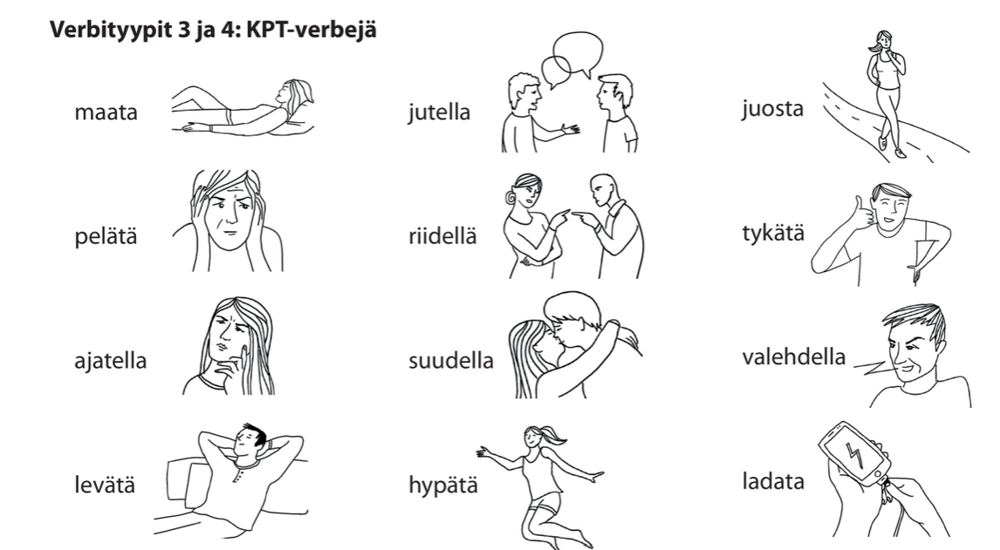 Verbityypit 3 ja 4: KPT-verbejä
maata
jutella
juosta
pelätä
riidellä
tykätä
ajatella
suudella
valehdella
levätä
hypätä
ladata